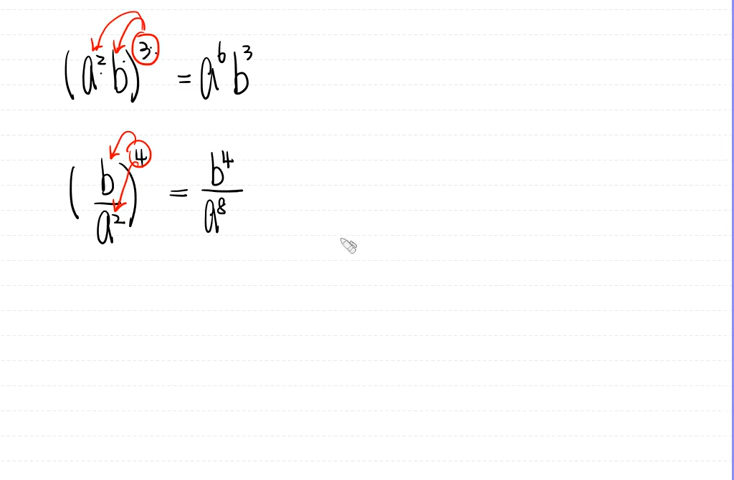 (a²b)³ = a⁶b³
(b/a²)⁴ = b⁴/a⁸